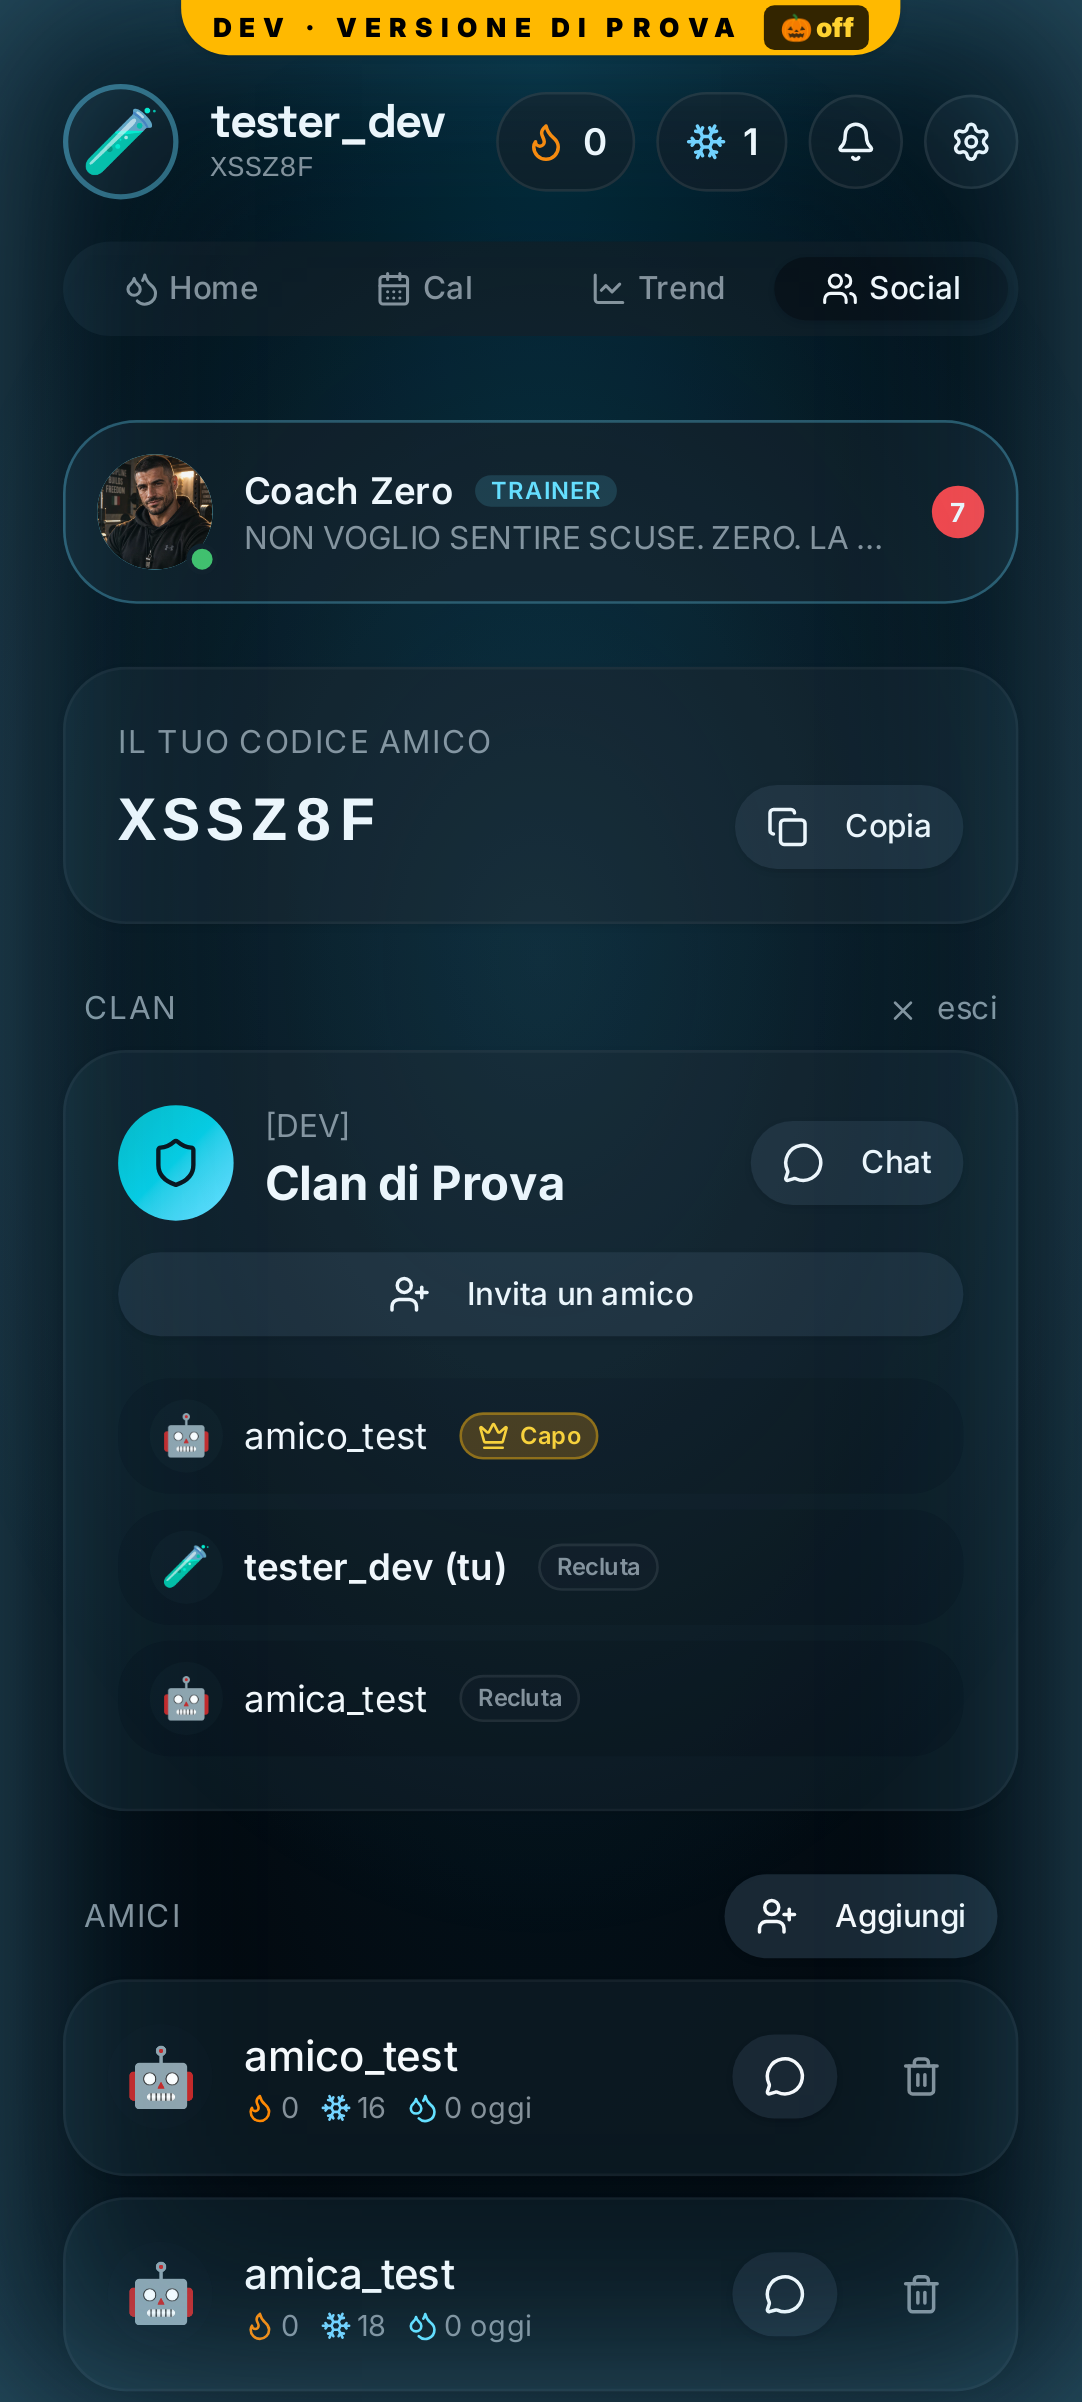 DEV · VERSIONE DI PROVA 🎃off
tester_dev
XSSZ8F
0
1
Home
Cal
Trend
Social
Coach Zero TRAINER
NON VOGLIO SENTIRE SCUSE. ZERO. LA ...
7
IL TUO CODICE AMICO
XSSZ8F
Copia
CLAN
esci
[DEV]
Clan di Prova
Chat
Invita un amico
amico_test Capo
tester_dev (tu) Recluta
amica_test Recluta
AMICI
Aggiungi
amico_test
0 16 0 oggi
amica_test
0 18 0 oggi